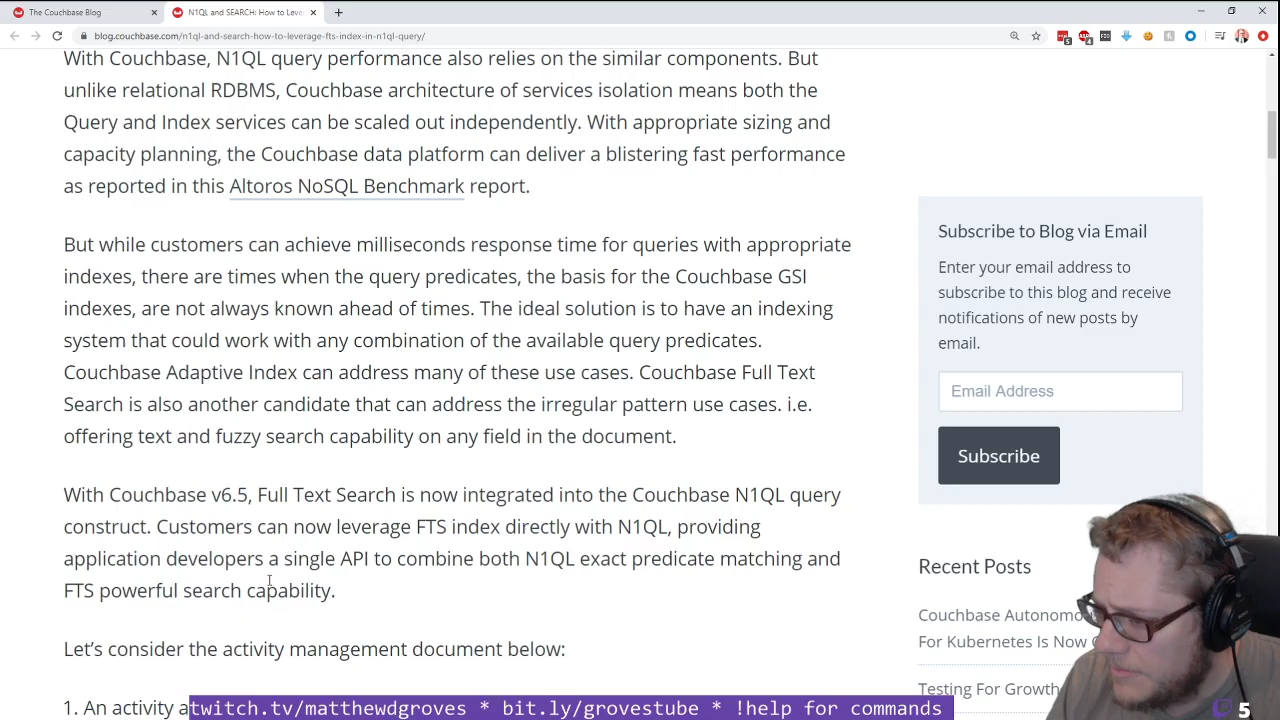 The Couchbase Blog
N1QL and SEARCH: How to Leve
blog.couchbase.com/n1ql-and-search-how-to-leverage-fts-index-in-n1ql-query/
With Couchbase, N1QL query performance also relies on the similar components. But
unlike relational RDBMS, Couchbase architecture of services isolation means both the
Query and Index services can be scaled out independently. With appropriate sizing and
capacity planning, the Couchbase data platform can deliver a blistering fast performance
as reported in this Altoros NoSQL Benchmark report.
But while customers can achieve milliseconds response time for queries with appropriate
indexes, there are times when the query predicates, the basis for the Couchbase GSI
indexes, are not always known ahead of times. The ideal solution is to have an indexing
system that could work with any combination of the available query predicates.
Couchbase Adaptive Index can address many of these use cases. Couchbase Full Text
Search is also another candidate that can address the irregular pattern use cases. i.e.
offering text and fuzzy search capability on any field in the document.
With Couchbase v6.5, Full Text Search is now integrated into the Couchbase N1QL query
construct. Customers can now leverage FTS index directly with N1QL, providing
application developers a single API to combine both N1QL exact predicate matching and
FTS powerful search capability.
Let's consider the activity management document below:
1. An activity a
Subscribe to Blog via Email
Enter your email address to
subscribe to this blog and receive
notifications of new posts by
email.
Email Address
Subscribe
Recent Posts
Couchbase Autonomo
For Kubernetes Is Now
Testing For Growth
twitch.tv/matthewdgroves * bit.ly/grovestube * !help for commands
5